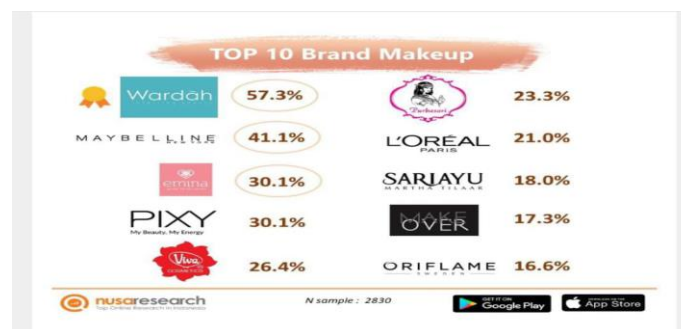 TOP 10 Brand Makeup
Wardah 57.3%
MAYBELLINE 41.1%
emina 30.1%
PIXY
My Beauty, My Energy
30.1%
Viva
COSMETICS
26.4%
Purbasari 23.3%
L'ORÉAL
PARIS
21.0%
SARIAYU
MARTHA TILAAR
18.0%
MAKE
OVER
17.3%
ORIFLAME
SWEDEN
16.6%
nusaresearch
Top Online Research in Indonesia
N sample : 2830
GET IT ON
Google Play
App Store